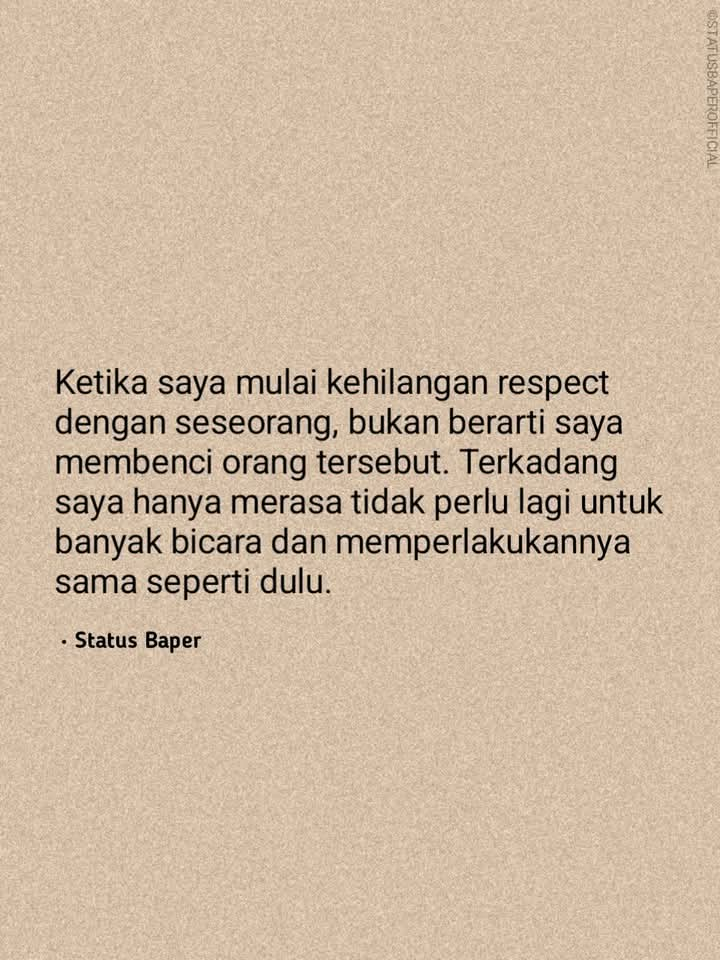 ©STATUSBAPEROFFICIAL
Ketika saya mulai kehilangan respect
dengan seseorang, bukan berarti saya
membenci orang tersebut. Terkadang
saya hanya merasa tidak perlu lagi untuk
banyak bicara dan memperlakukannya
sama seperti dulu.
• Status Baper